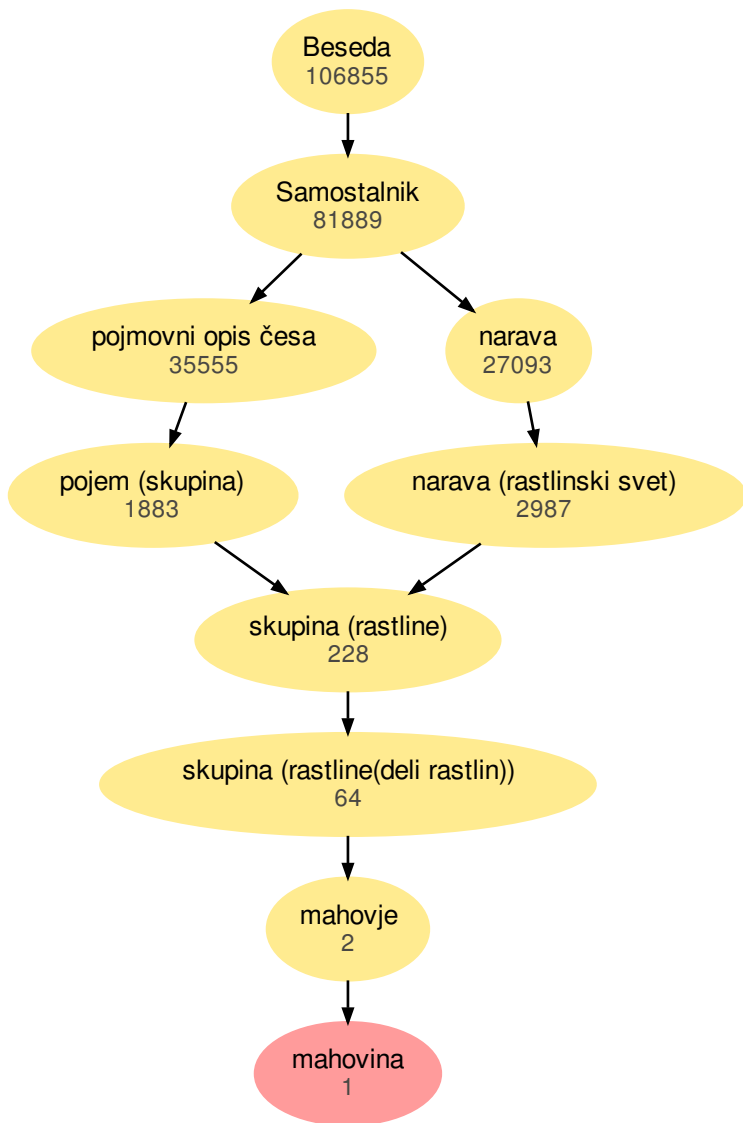 Beseda
106855
Samostalnik
81889
pojmovni opis česa
35555
narava
27093
pojem (skupina)
1883
narava (rastlinski svet)
2987
skupina (rastline)
228
skupina (rastline(deli rastlin))
64
mahovje
2
mahovina
1